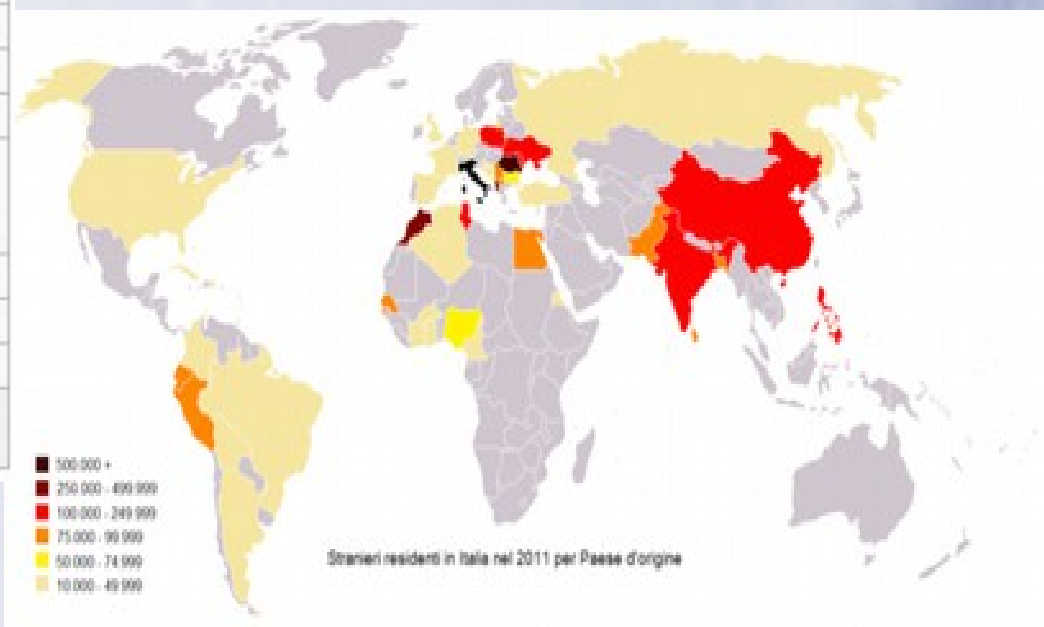 500 000 +
250 000 - 499 999
100 000 - 249 999
75 000 - 99 999
50 000 - 74 999
10 000 - 49 999
Stranieri residenti in Italia nel 2011 per Paese d'origine